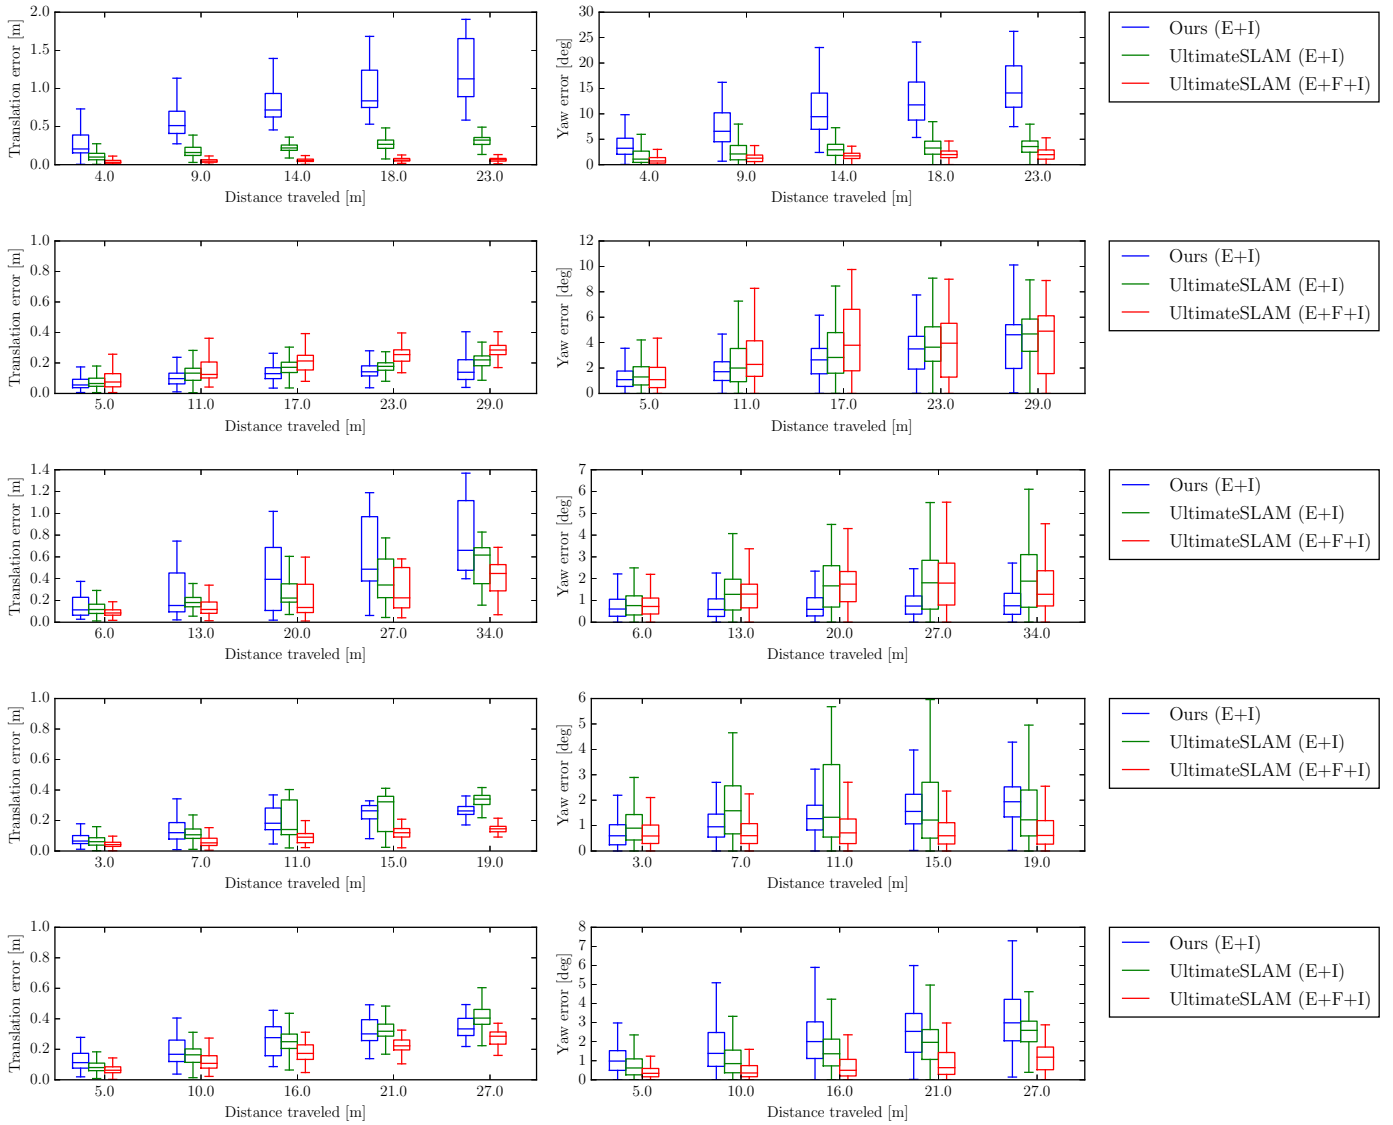 Translation error [m]
2.0
1.5
1.0
0.5
0.0
4.0 9.0 14.0 18.0 23.0
Distance traveled [m]
Yaw error [deg]
30
25
20
15
10
5
0
4.0 9.0 14.0 18.0 23.0
Distance traveled [m]
Ours (E+I)
UltimateSLAM (E+I)
UltimateSLAM (E+F+I)
Translation error [m]
1.0
0.8
0.6
0.4
0.2
0.0
5.0 11.0 17.0 23.0 29.0
Distance traveled [m]
Yaw error [deg]
12
10
8
6
4
2
0
5.0 11.0 17.0 23.0 29.0
Distance traveled [m]
Ours (E+I)
UltimateSLAM (E+I)
UltimateSLAM (E+F+I)
Translation error [m]
1.4
1.2
1.0
0.8
0.6
0.4
0.2
0.0
6.0 13.0 20.0 27.0 34.0
Distance traveled [m]
Yaw error [deg]
7
6
5
4
3
2
1
0
6.0 13.0 20.0 27.0 34.0
Distance traveled [m]
Ours (E+I)
UltimateSLAM (E+I)
UltimateSLAM (E+F+I)
Translation error [m]
1.0
0.8
0.6
0.4
0.2
0.0
3.0 7.0 11.0 15.0 19.0
Distance traveled [m]
Yaw error [deg]
6
5
4
3
2
1
0
3.0 7.0 11.0 15.0 19.0
Distance traveled [m]
Ours (E+I)
UltimateSLAM (E+I)
UltimateSLAM (E+F+I)
Translation error [m]
1.0
0.8
0.6
0.4
0.2
0.0
5.0 10.0 16.0 21.0 27.0
Distance traveled [m]
Yaw error [deg]
8
7
6
5
4
3
2
1
0
5.0 10.0 16.0 21.0 27.0
Distance traveled [m]
Ours (E+I)
UltimateSLAM (E+I)
UltimateSLAM (E+F+I)